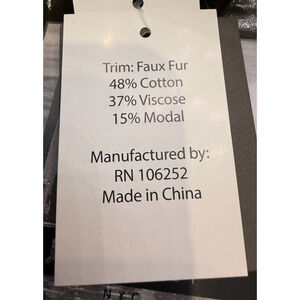 Trim: Faux Fur
48% Cotton
37% Viscose
15% Modal
Manufactured by:
RN 106252
Made in China
N.Y.C